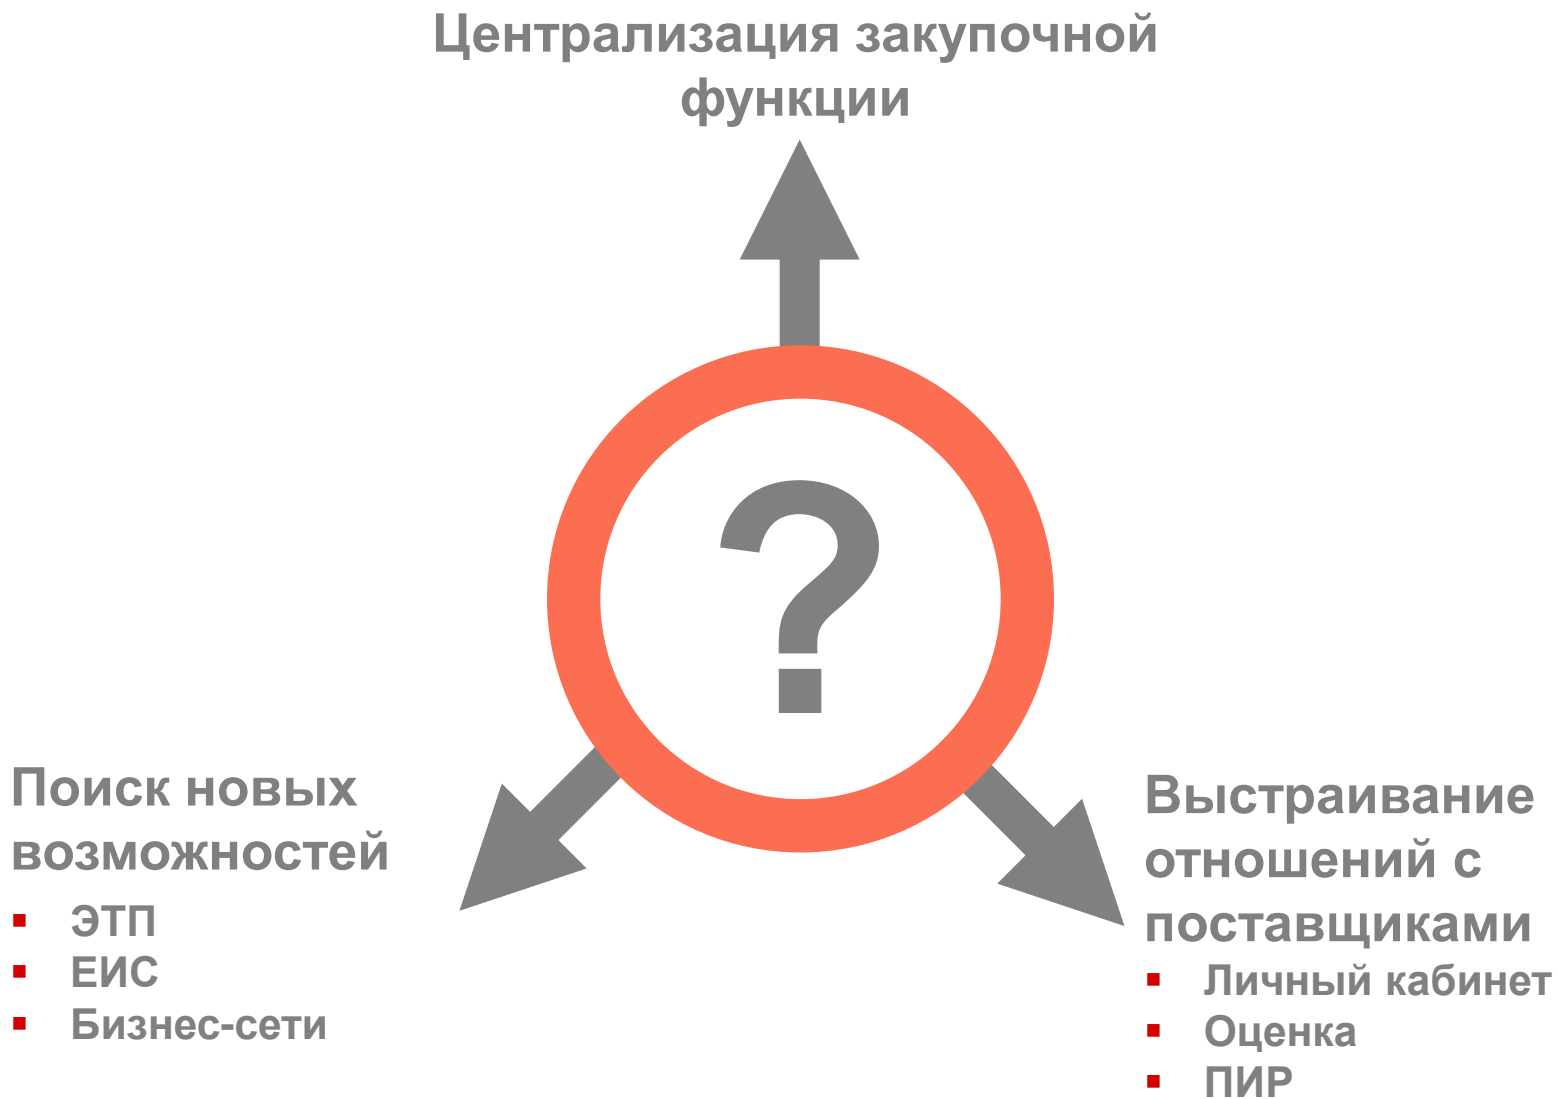 Централизация закупочной
функции
?
Поиск новых
возможностей
▪ ЭТП
▪ ЕИС
▪ Бизнес-сети
Выстраивание
отношений с
поставщиками
▪ Личный кабинет
▪ Оценка
▪ ПИР